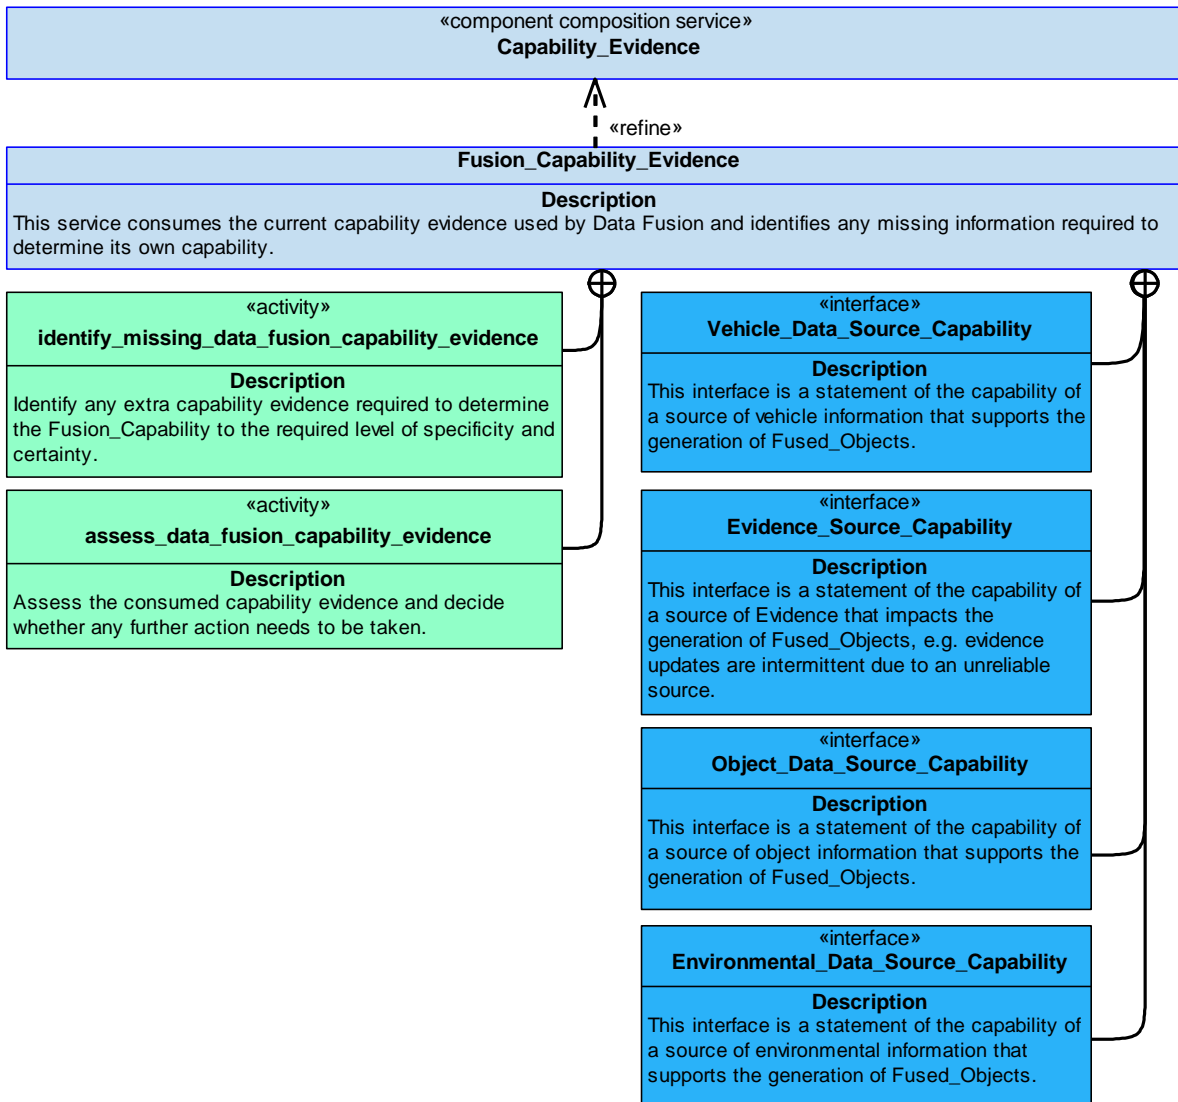 «component composition service»
Capability_Evidence
«refine»
Fusion_Capability_Evidence
Description
This service consumes the current capability evidence used by Data Fusion and identifies any missing information required to
determine its own capability.
«activity»
identify_missing_data_fusion_capability_evidence
Description
Identify any extra capability evidence required to determine
the Fusion_Capability to the required level of specificity and
certainty.
«activity»
assess_data_fusion_capability_evidence
Description
Assess the consumed capability evidence and decide
whether any further action needs to be taken.
«interface»
Vehicle_Data_Source_Capability
Description
This interface is a statement of the capability of
a source of vehicle information that supports the
generation of Fused_Objects.
«interface»
Evidence_Source_Capability
Description
This interface is a statement of the capability of
a source of Evidence that impacts the
generation of Fused_Objects, e.g. evidence
updates are intermittent due to an unreliable
source.
«interface»
Object_Data_Source_Capability
Description
This interface is a statement of the capability of
a source of object information that supports the
generation of Fused_Objects.
«interface»
Environmental_Data_Source_Capability
Description
This interface is a statement of the capability of
a source of environmental information that
supports the generation of Fused_Objects.